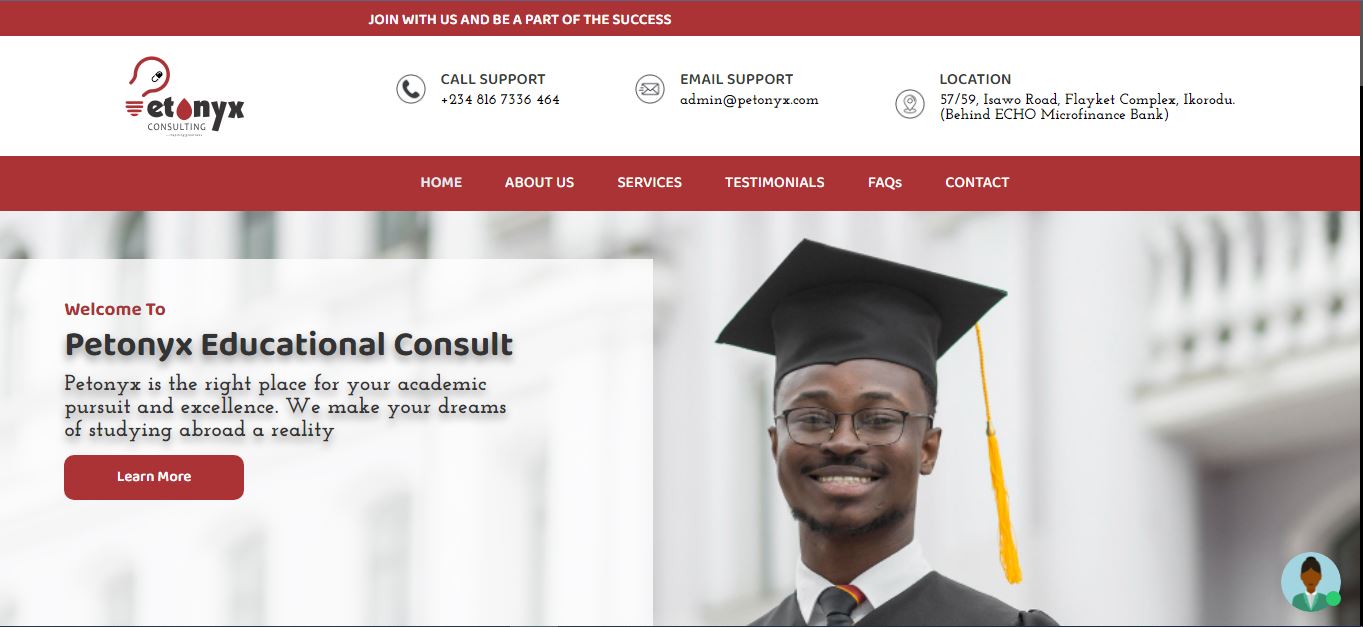 JOIN WITH US AND BE A PART OF THE SUCCESS
etonyx
CONSULTING
CALL SUPPORT
+234 816 7336 464
EMAIL SUPPORT
admin@petonyx.com
LOCATION
57/59, Isawo Road, Flayket Complex, Ikorodu.
(Behind ECHO Microfinance Bank)
HOME ABOUT US SERVICES TESTIMONIALS FAQs CONTACT
Welcome To
Petonyx Educational Consult
Petonyx is the right place for your academic
pursuit and excellence. We make your dreams
of studying abroad a reality
Learn More